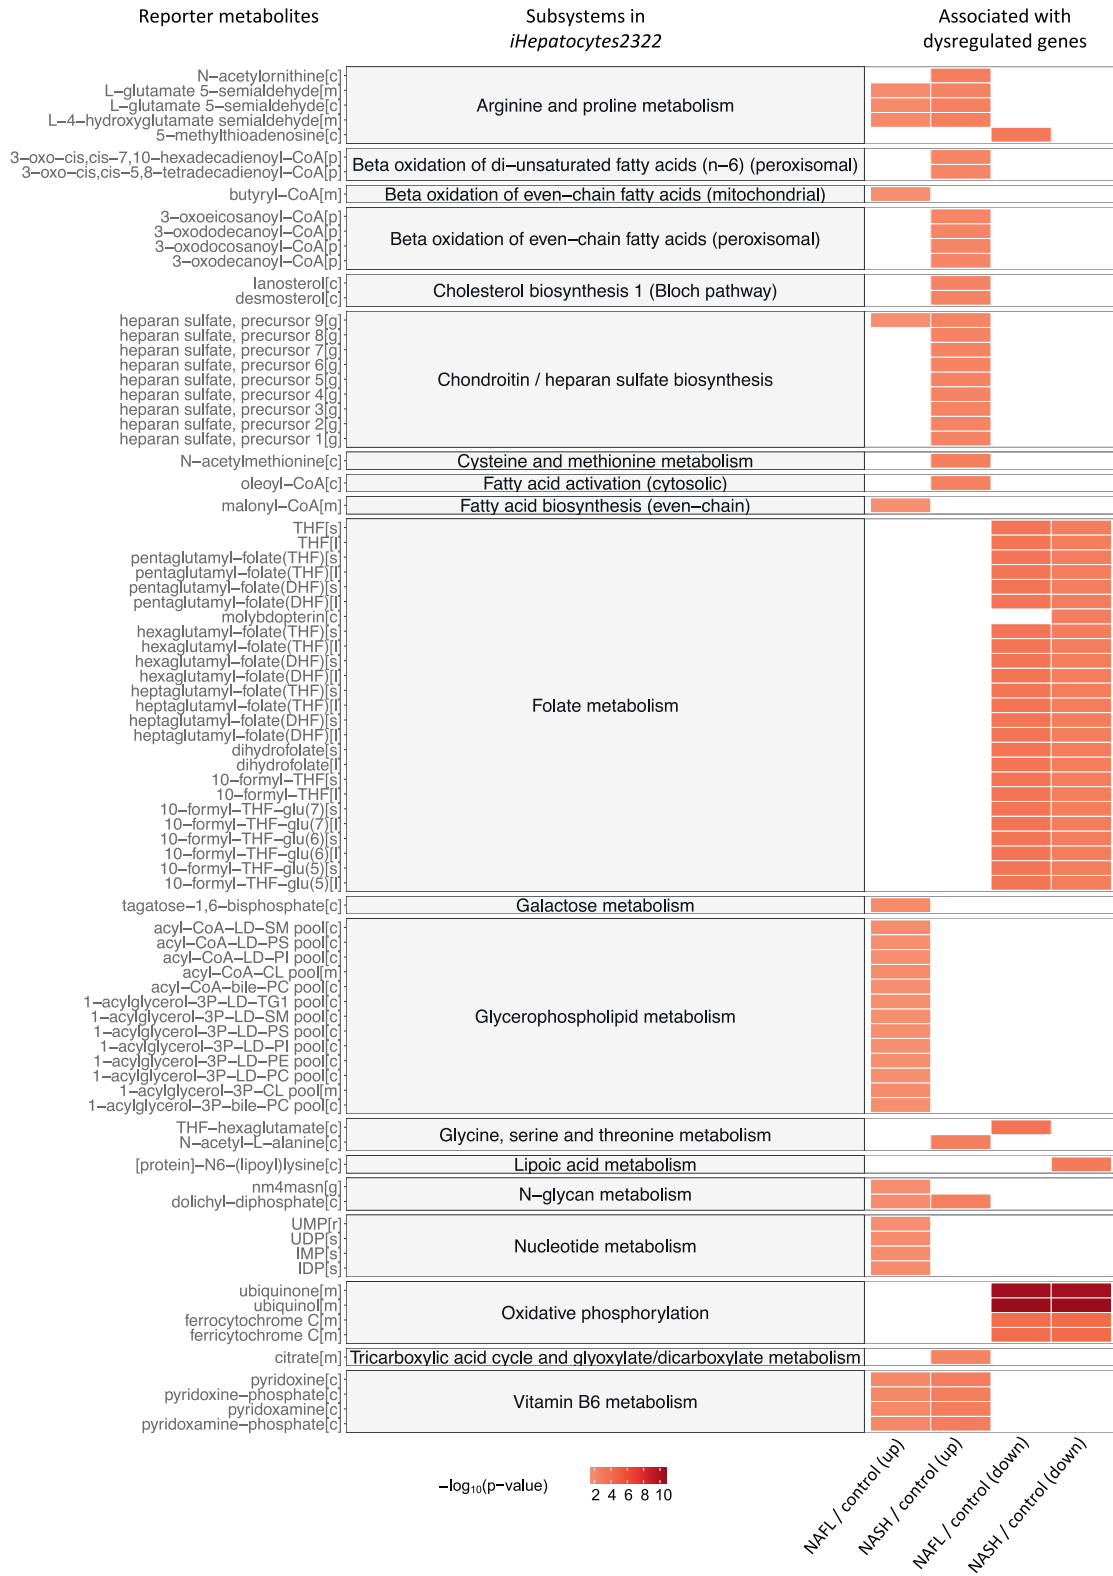 Reporter metabolites
Subsystems in
iHepatocytes2322
Associated with
dysregulated genes
N−acetylornithine[c]
L−glutamate 5−semialdehyde[m]
L−glutamate 5−semialdehyde[c]
L−4−hydroxyglutamate semialdehyde[m]
5−methylthioadenosine[c]
Arginine and proline metabolism
3−oxo−cis,cis−7,10−hexadecadienoyl−CoA[p]
3−oxo−cis,cis−5,8−tetradecadienoyl−CoA[p]
Beta oxidation of di−unsaturated fatty acids (n−6) (peroxisomal)
butyryl−CoA[m]
Beta oxidation of even−chain fatty acids (mitochondrial)
3−oxoeicosanoyl−CoA[p]
3−oxododecanoyl−CoA[p]
3−oxodocosanoyl−CoA[p]
3−oxodecanoyl−CoA[p]
Beta oxidation of even−chain fatty acids (peroxisomal)
lanosterol[c]
desmosterol[c]
Cholesterol biosynthesis 1 (Bloch pathway)
heparan sulfate, precursor 9[g]
heparan sulfate, precursor 8[g]
heparan sulfate, precursor 7[g]
heparan sulfate, precursor 6[g]
heparan sulfate, precursor 5[g]
heparan sulfate, precursor 4[g]
heparan sulfate, precursor 3[g]
heparan sulfate, precursor 2[g]
heparan sulfate, precursor 1[g]
Chondroitin / heparan sulfate biosynthesis
N−acetylmethionine[c]
Cysteine and methionine metabolism
oleoyl−CoA[c]
Fatty acid activation (cytosolic)
malonyl−CoA[m]
Fatty acid biosynthesis (even−chain)
THF[s]
THF[l]
pentaglutamyl−folate(THF)[s]
pentaglutamyl−folate(THF)[l]
pentaglutamyl−folate(DHF)[s]
pentaglutamyl−folate(DHF)[l]
molybdopterin[c]
hexaglutamyl−folate(THF)[s]
hexaglutamyl−folate(THF)[l]
hexaglutamyl−folate(DHF)[s]
hexaglutamyl−folate(DHF)[l]
heptaglutamyl−folate(THF)[s]
heptaglutamyl−folate(THF)[l]
heptaglutamyl−folate(DHF)[s]
heptaglutamyl−folate(DHF)[l]
dihydrofolate[s]
dihydrofolate[l]
10−formyl−THF[s]
10−formyl−THF[l]
10−formyl−THF−glu(7)[s]
10−formyl−THF−glu(7)[l]
10−formyl−THF−glu(6)[s]
10−formyl−THF−glu(6)[l]
10−formyl−THF−glu(5)[s]
10−formyl−THF−glu(5)[l]
Folate metabolism
tagatose−1,6−bisphosphate[c]
Galactose metabolism
acyl−CoA−LD−SM pool[c]
acyl−CoA−LD−PS pool[c]
acyl−CoA−LD−PI pool[c]
acyl−CoA−CL pool[m]
acyl−CoA−bile−PC pool[c]
1−acylglycerol−3P−LD−TG1 pool[c]
1−acylglycerol−3P−LD−SM pool[c]
1−acylglycerol−3P−LD−PS pool[c]
1−acylglycerol−3P−LD−PI pool[c]
1−acylglycerol−3P−LD−PE pool[c]
1−acylglycerol−3P−LD−PC pool[c]
1−acylglycerol−3P−CL pool[m]
1−acylglycerol−3P−bile−PC pool[c]
Glycerophospholipid metabolism
THF−hexaglutamate[c]
N−acetyl−L−alanine[c]
Glycine, serine and threonine metabolism
[protein]−N6−(lipoyl)lysine[c]
Lipoic acid metabolism
nm4masn[g]
dolichyl−diphosphate[c]
N−glycan metabolism
UMP[r]
UDP[s]
IMP[s]
IDP[s]
Nucleotide metabolism
ubiquinone[m]
ubiquinol[m]
ferrocytochrome C[m]
ferricytochrome C[m]
Oxidative phosphorylation
citrate[m]
Tricarboxylic acid cycle and glyoxylate/dicarboxylate metabolism
pyridoxine[c]
pyridoxine−phosphate[c]
pyridoxamine[c]
pyridoxamine−phosphate[c]
Vitamin B6 metabolism
NAFL / control (up)
NASH / control (up)
NAFL / control (down)
NASH / control (down)
−log10(p−value)
2 4 6 8 10